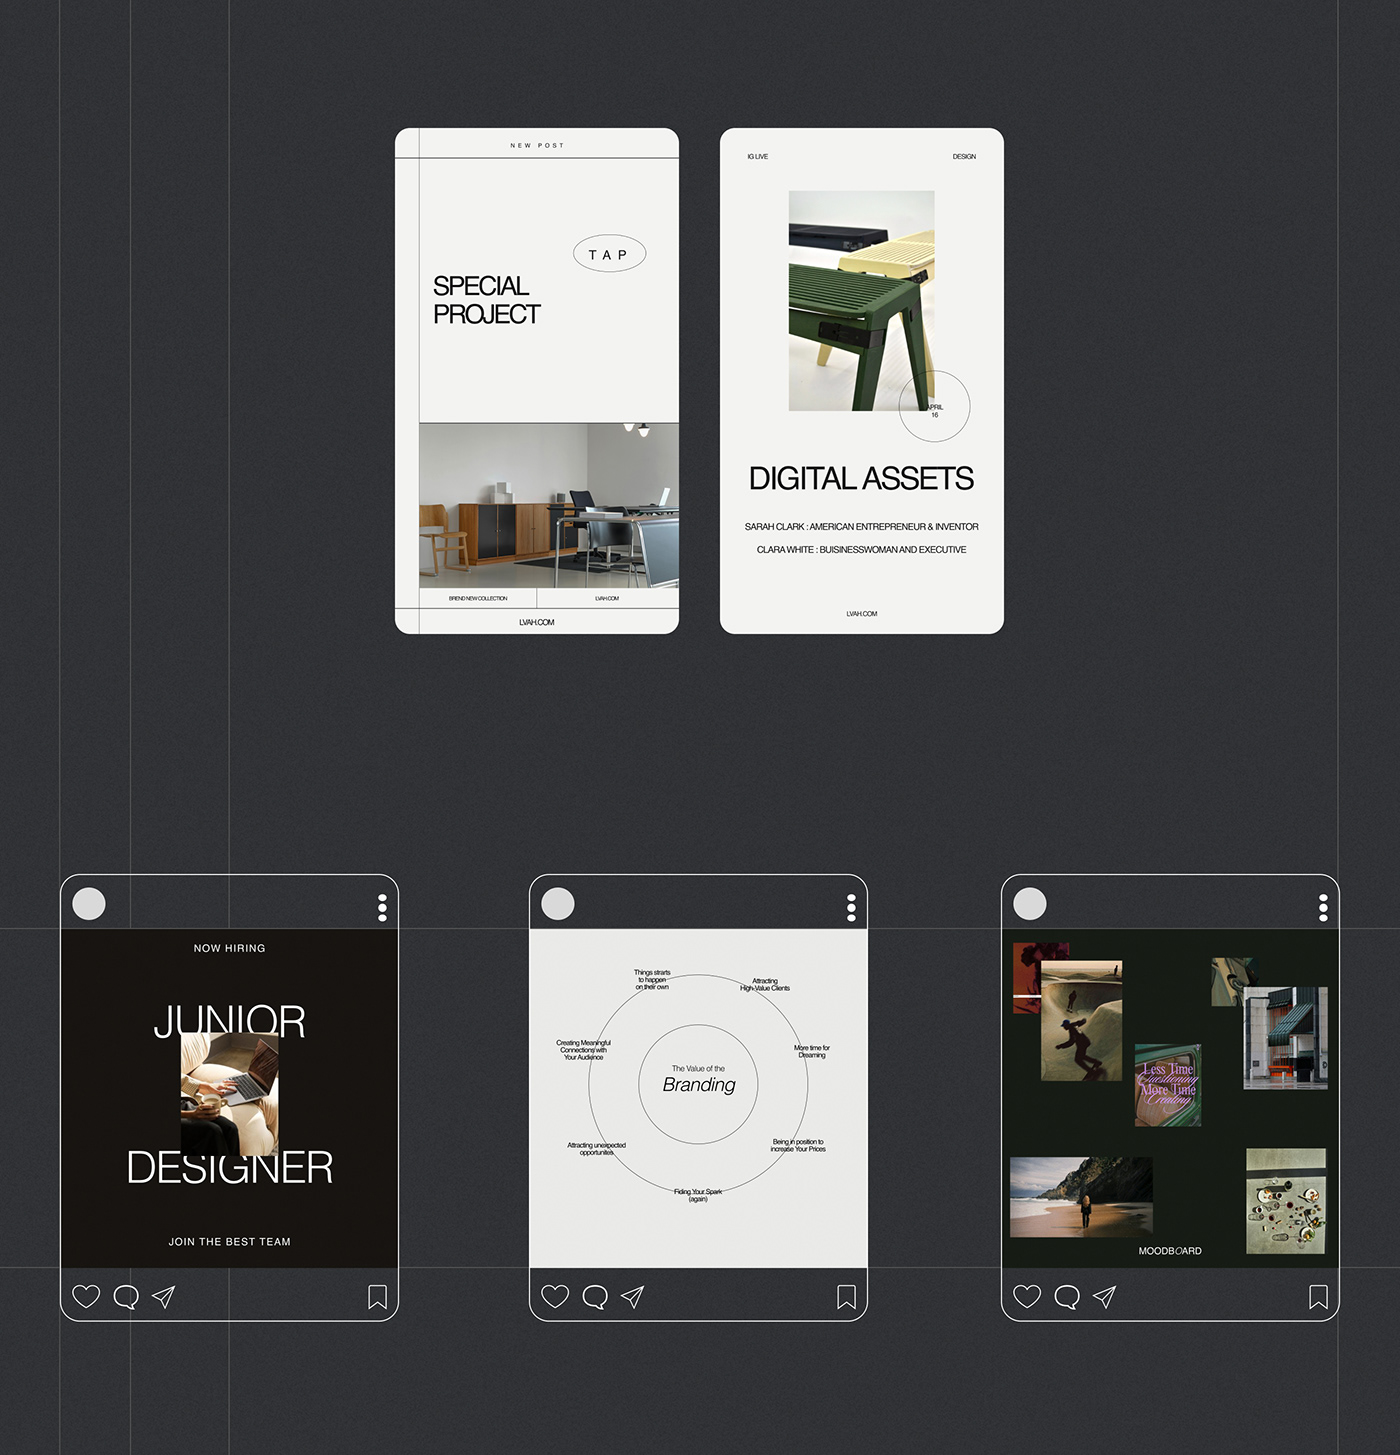 NEW POST
TAP
SPECIAL
PROJECT
BREND NEW COLLECTION
LVAH.COM
LVAH.COM
IG LIVE
DESIGN
APRIL
16
DIGITAL ASSETS
SARAH CLARK : AMERICAN ENTREPRENEUR & INVENTOR
CLARA WHITE : BUISINESSWOMAN AND EXECUTIVE
LVAH.COM
NOW HIRING
JUNIOR
DESIGNER
JOIN THE BEST TEAM
Things strarts
to happen
on their own
Attracting
High-Value Clients
Creating Meaningful
Connections with
Your Audience
More time for
Dreaming
The Value of the
Branding
Attracting unexpected
opportunites
Being in position to
increase Your Prices
Fiding Your Spark
(again)
Less Time
Questioning
More Time
Creating
MOODBOARD